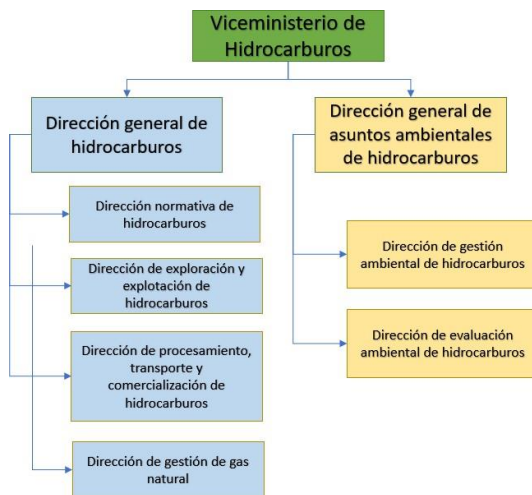 Viceministerio de
Hidrocarburos
Dirección general de
hidrocarburos
Dirección general de
asuntos ambientales
de hidrocarburos
Dirección normativa de
hidrocarburos
Dirección de exploración y
explotación de
hidrocarburos
Dirección de procesamiento,
transporte y
comercialización de
hidrocarburos
Dirección de gestión de gas
natural
Dirección de gestión
ambiental de hidrocarburos
Dirección de evaluación
ambiental de hidrocarburos